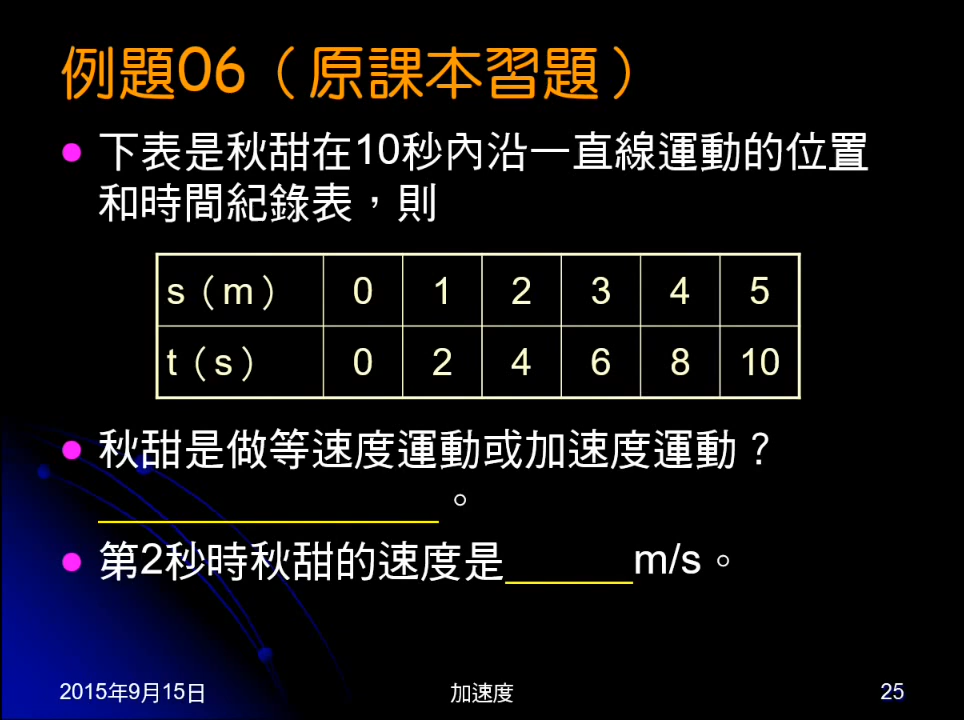 例題06（原課本習題）
下表是秋甜在10秒內沿一直線運動的位置
和時間紀錄表，則
s（m） 0 1 2 3 4 5
t（s） 0 2 4 6 8 10
秋甜是做等速度運動或加速度運動？
________________。
第2秒時秋甜的速度是______m/s。
2015年9月15日 加速度 25